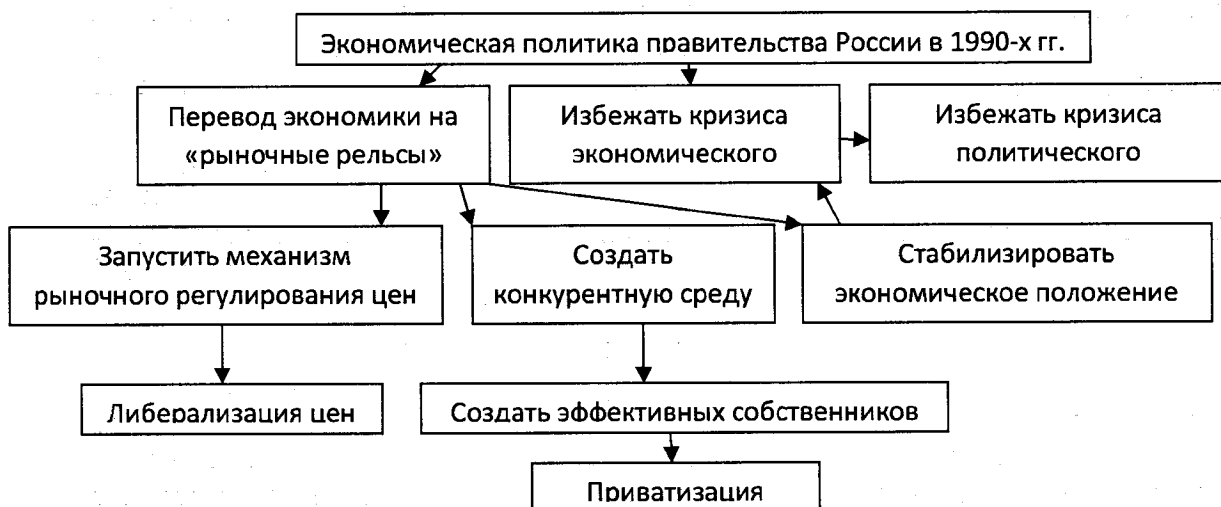 Экономическая политика правительства России в 1990-х гг.
Перевод экономики на
«рыночные рельсы»
Избежать кризиса
экономического
Избежать кризиса
политического
Запустить механизм
рыночного регулирования цен
Создать
конкурентную среду
Стабилизировать
экономическое положение
Либерализация цен
Создать эффективных собственников
Приватизация